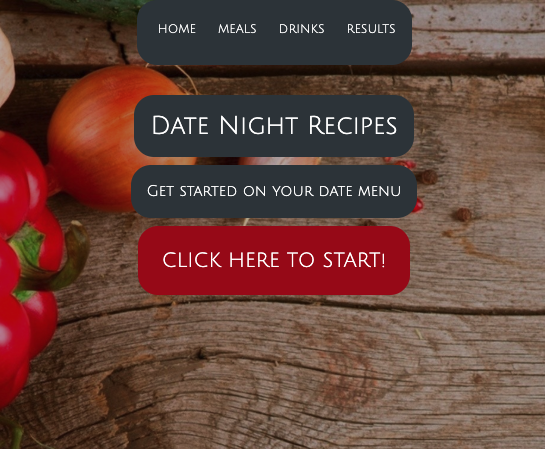 HOME MEALS DRINKS RESULTS
Date Night Recipes
Get started on your date menu
CLICK HERE TO START!